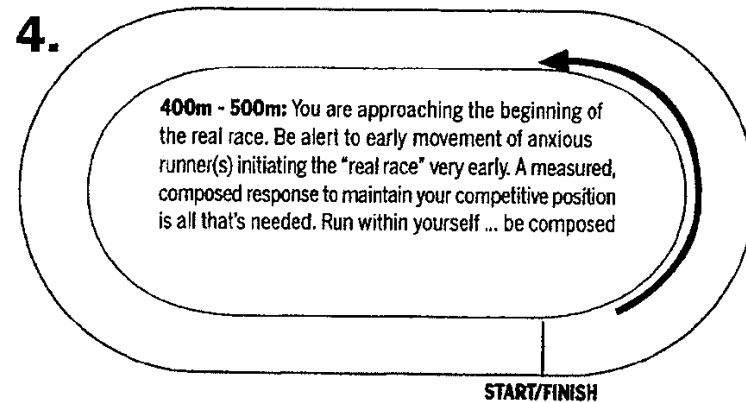 4.
400m - 500m: You are approaching the beginning of
the real race. Be alert to early movement of anxious
runner(s) initiating the "real race" very early. A measured,
composed response to maintain your competitive position
is all that's needed. Run within yourself ... be composed
START/FINISH